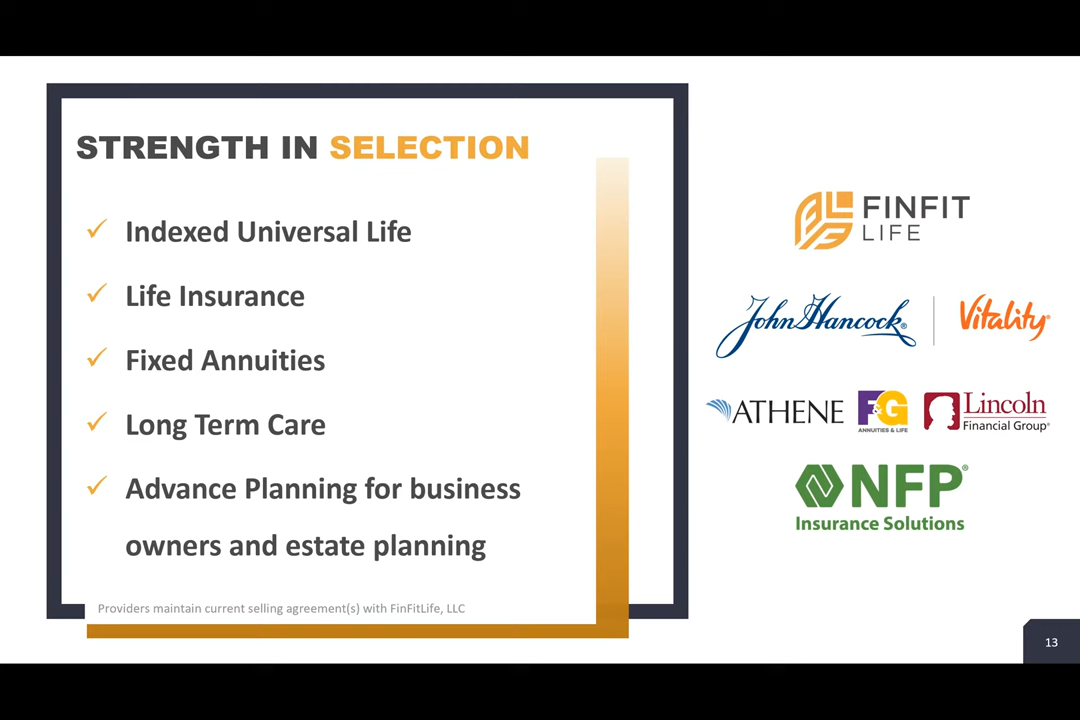 STRENGTH IN SELECTION
Indexed Universal Life
Life Insurance
Fixed Annuities
Long Term Care
Advance Planning for business
owners and estate planning
Providers maintain current selling agreement(s) with FinFitLife, LLC
FINFIT
LIFE
John Hancock®
Vitality®
ATHENE
F&G
ANNUITIES & LIFE
Lincoln
Financial Group®
NFP®
Insurance Solutions
13